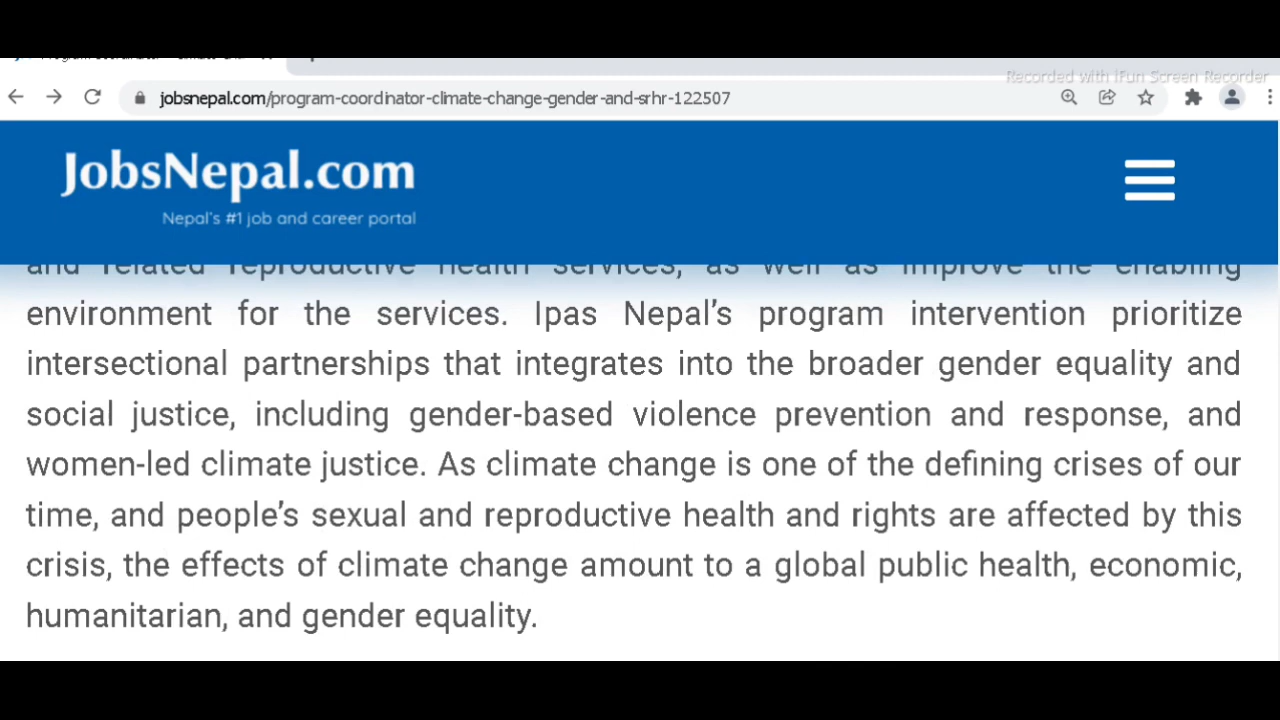 Recorded with iFun Screen Recorder
jobsnepal.com/program-coordinator-climate-change-gender-and-srhr-122507
JobsNepal.com
Nepal's #1 job and career portal
and related reproductive health services, as well as improve the enabling
environment for the services. Ipas Nepal’s program intervention prioritize
intersectional partnerships that integrates into the broader gender equality and
social justice, including gender-based violence prevention and response, and
women-led climate justice. As climate change is one of the defining crises of our
time, and people’s sexual and reproductive health and rights are affected by this
crisis, the effects of climate change amount to a global public health, economic,
humanitarian, and gender equality.